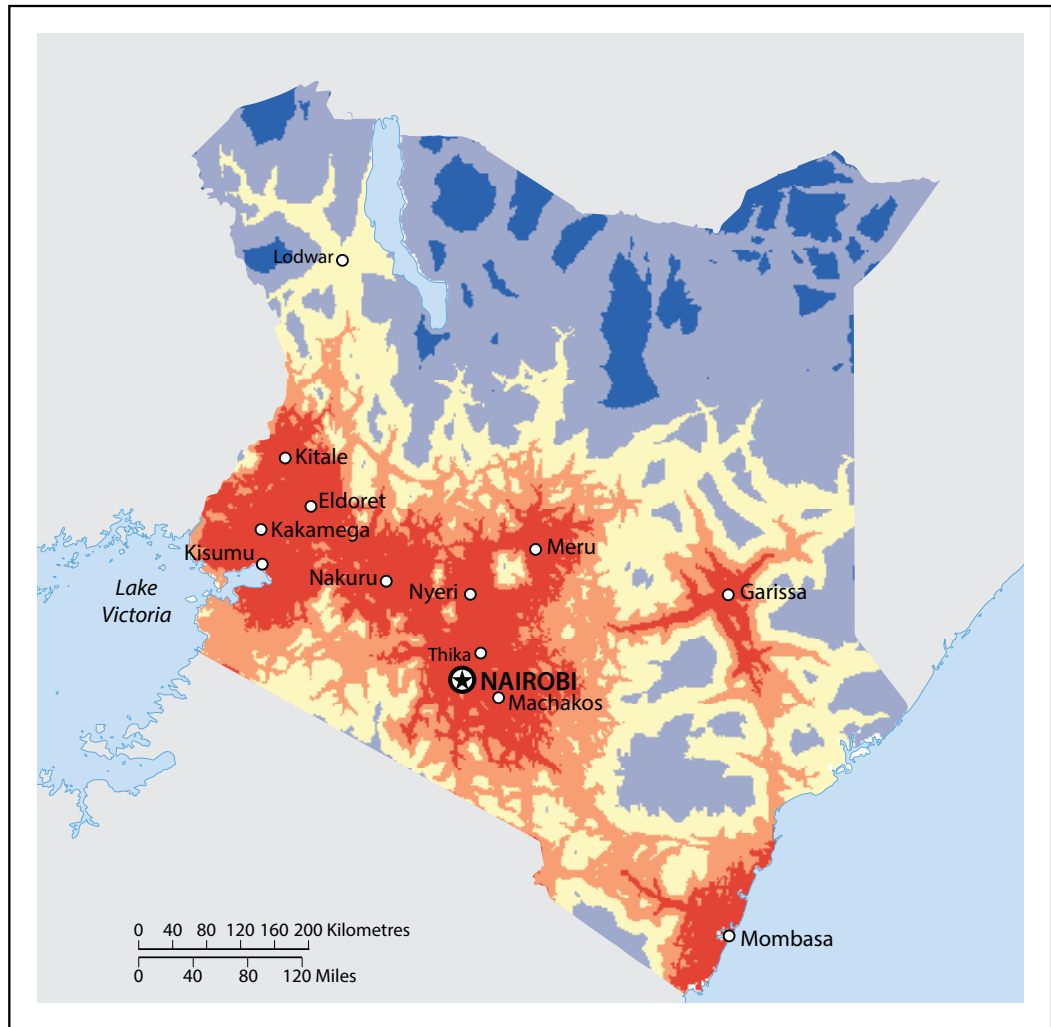 Lodwar
Kitale
Eldoret
Kakamega
Kisumu
Meru
Lake
Victoria
Nakuru
Nyeri
Garissa
Thika
NAIROBI
Machakos
0 40 80 120 160 200 Kilometres
0 40 80 120 Miles
Mombasa